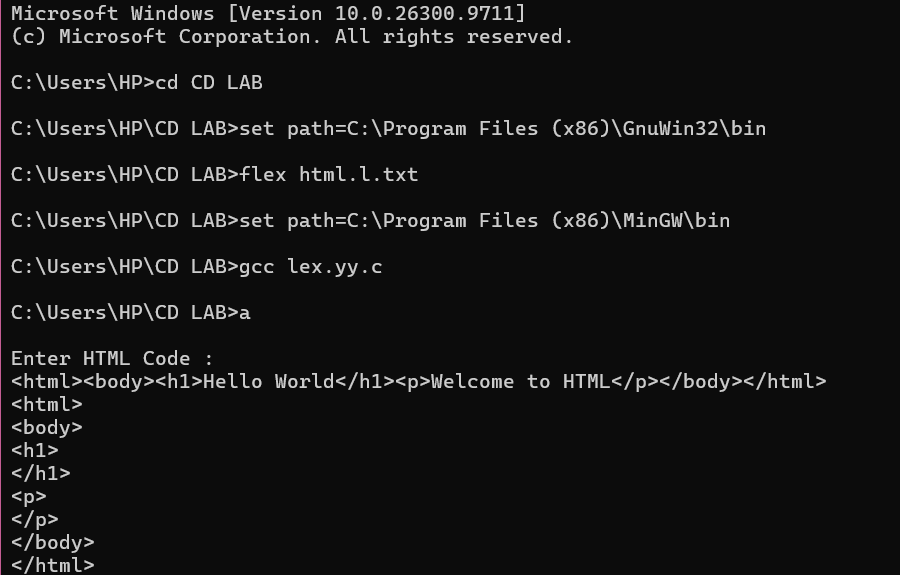 Microsoft Windows [Version 10.0.26300.9711]
(c) Microsoft Corporation. All rights reserved.
C:\Users\HP>cd CD LAB
C:\Users\HP\CD LAB>set path=C:\Program Files (x86)\GnuWin32\bin
C:\Users\HP\CD LAB>flex html.l.txt
C:\Users\HP\CD LAB>set path=C:\Program Files (x86)\MinGW\bin
C:\Users\HP\CD LAB>gcc lex.yy.c
C:\Users\HP\CD LAB>a
Enter HTML Code :
<html><body><h1>Hello World</h1><p>Welcome to HTML</p></body></html>
<html>
<body>
<h1>
</h1>
<p>
</p>
</body>
</html>